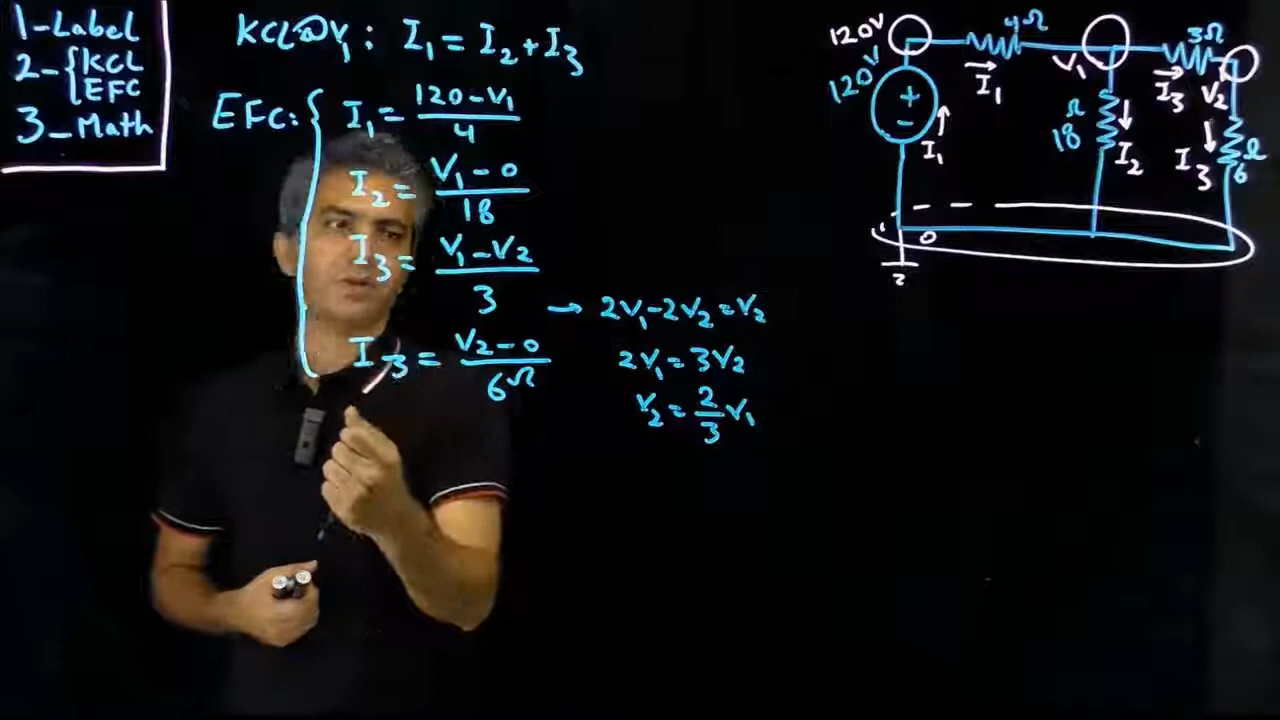 1-Label
2- { KCL
EFC
3_Math
KCL@V₁: I₁ = I₂ + I₃
EFC: { I₁ = (120 - V₁)/4
I₂ = (V₁ - 0)/18
I₃ = (V₁ - V₂)/3
I₃ = (V₂ - 0)/6Ω
→ 2V₁ - 2V₂ = V₂
2V₁ = 3V₂
V₂ = 2/3 V₁
120V
4Ω
3Ω
120V
+
-
I₁
I₁
V₁
I₃
V₂
Ω
18
I₂
I₃
Ω
6
0